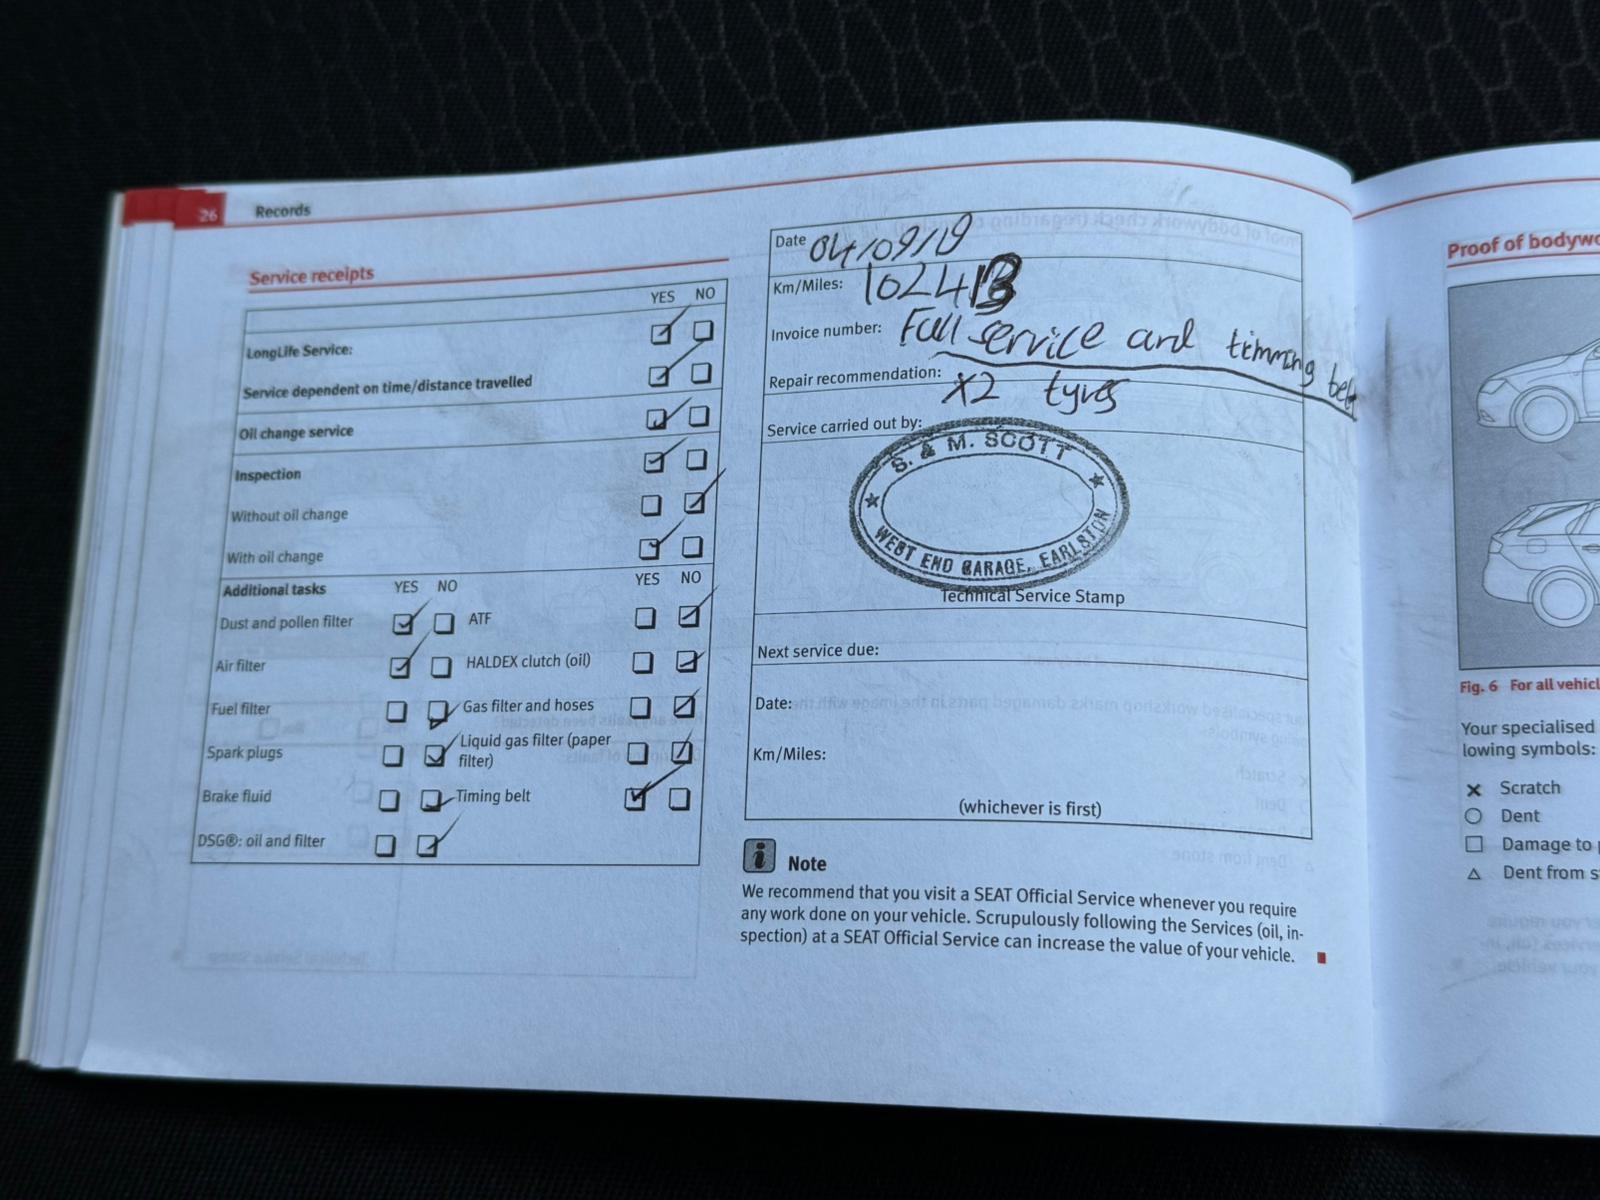 26 Records
Service receipts
YES NO
LongLife Service:
Service dependent on time/distance travelled
Oil change service
Inspection
Without oil change
With oil change
Additional tasks YES NO YES NO
Dust and pollen filter ATF
Air filter HALDEX clutch (oil)
Fuel filter Gas filter and hoses
Spark plugs Liquid gas filter (paper
filter)
Brake fluid Timing belt
DSG®: oil and filter
Date 04/09/19
Km/Miles: 102413
Invoice number: Full service and timming belt
Repair recommendation: X2 tyres
Service carried out by:
S. & M. SCOTT
WEST END GARAGE, EARLSTON
Technical Service Stamp
Next service due:
Date:
Km/Miles:
(whichever is first)
Note
We recommend that you visit a SEAT Official Service whenever you require
any work done on your vehicle. Scrupulously following the Services (oil, in-
spection) at a SEAT Official Service can increase the value of your vehicle.
Proof of bodywo
Fig. 6 For all vehicl
Your specialised
lowing symbols:
Scratch
Dent
Damage to
Dent from s